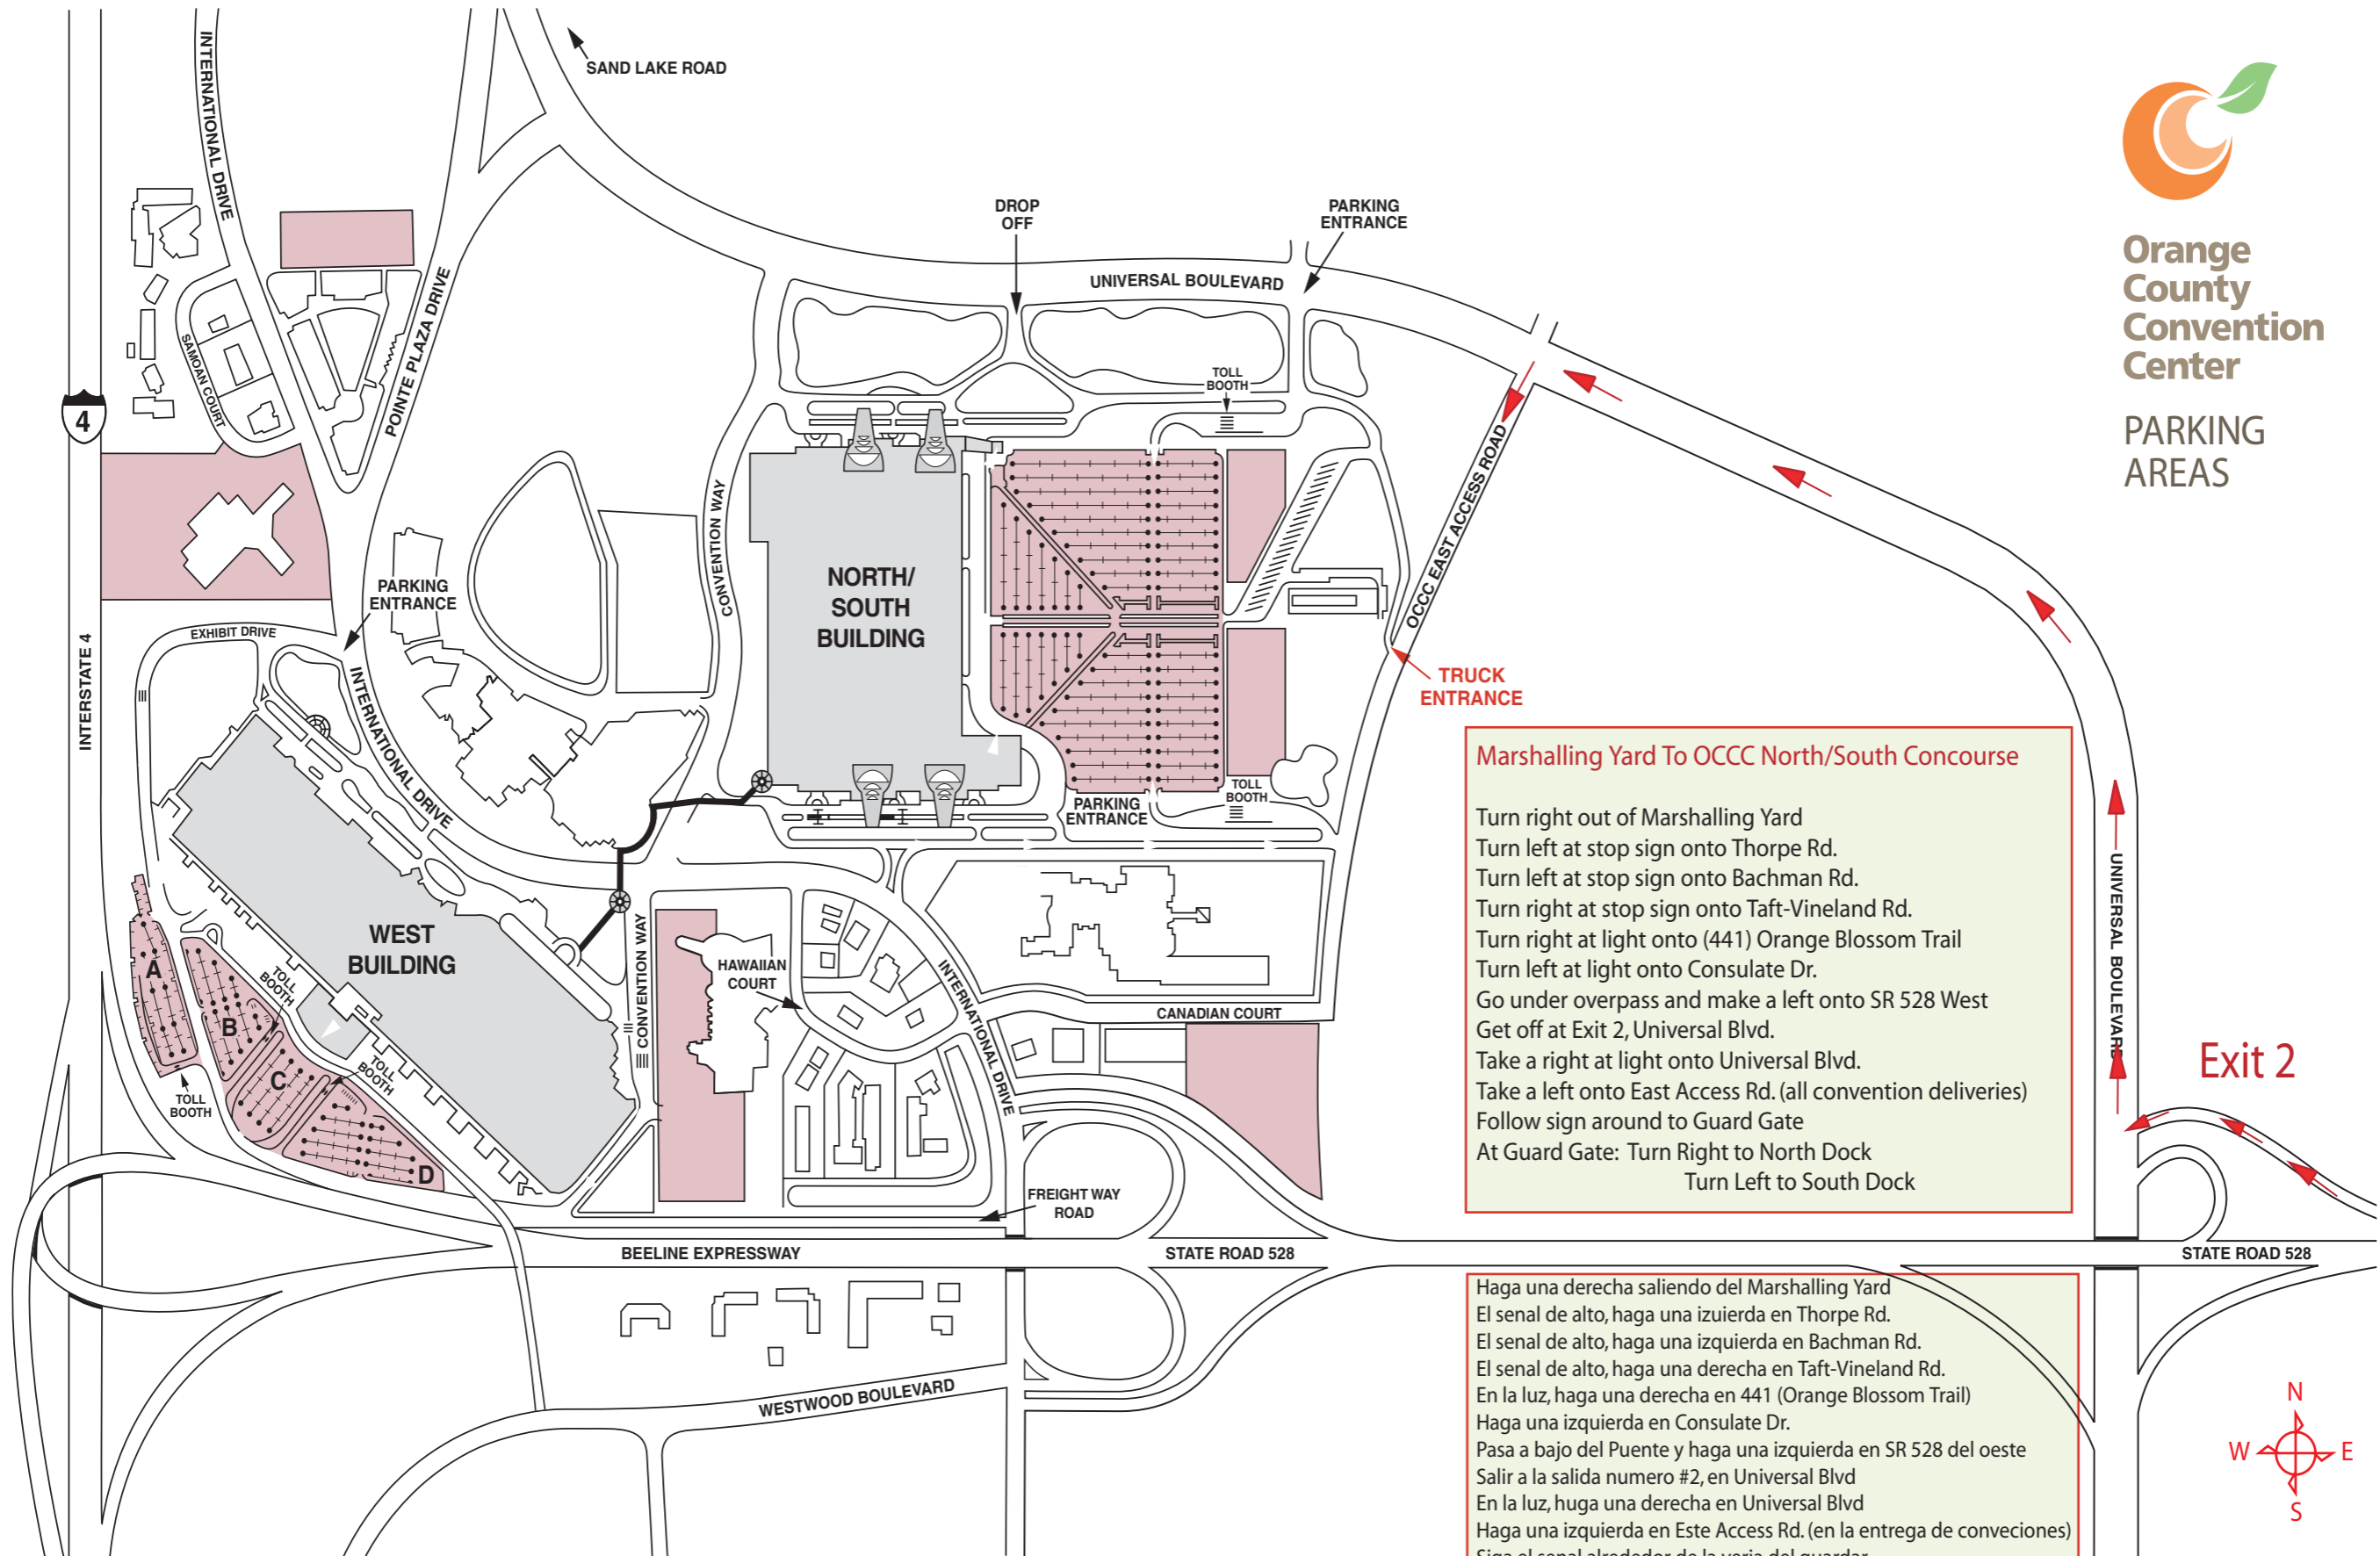 SAND LAKE ROAD
INTERNATIONAL DRIVE
DROP
OFF
PARKING
ENTRANCE
UNIVERSAL BOULEVARD
Orange
County
Convention
Center
PARKING
AREAS
POINTE PLAZA DRIVE
SAMOAN COURT
4
TOLL
BOOTH
OCCC EAST ACCESS ROAD
CONVENTION WAY
NORTH/
SOUTH
BUILDING
PARKING
ENTRANCE
EXHIBIT DRIVE
INTERSTATE 4
INTERNATIONAL DRIVE
TRUCK
ENTRANCE
TOLL
BOOTH
PARKING
ENTRANCE
Marshalling Yard To OCCC North/South Concourse
Turn right out of Marshalling Yard
Turn left at stop sign onto Thorpe Rd.
Turn left at stop sign onto Bachman Rd.
Turn right at stop sign onto Taft-Vineland Rd.
Turn right at light onto (441) Orange Blossom Trail
Turn left at light onto Consulate Dr.
Go under overpass and make a left onto SR 528 West
Get off at Exit 2, Universal Blvd.
Take a right at light onto Universal Blvd.
Take a left onto East Access Rd. (all convention deliveries)
Follow sign around to Guard Gate
At Guard Gate: Turn Right to North Dock
Turn Left to South Dock
UNIVERSAL BOULEVARD
Exit 2
WEST
BUILDING
A
B
C
D
TOLL
BOOTH
TOLL
BOOTH
TOLL
BOOTH
CONVENTION WAY
HAWAIIAN
COURT
INTERNATIONAL DRIVE
CANADIAN COURT
FREIGHT WAY
ROAD
BEELINE EXPRESSWAY
STATE ROAD 528
STATE ROAD 528
WESTWOOD BOULEVARD
Haga una derecha saliendo del Marshalling Yard
El senal de alto, haga una izuierda en Thorpe Rd.
El senal de alto, haga una izquierda en Bachman Rd.
El senal de alto, haga una derecha en Taft-Vineland Rd.
En la luz, haga una derecha en 441 (Orange Blossom Trail)
Haga una izquierda en Consulate Dr.
Pasa a bajo del Puente y haga una izquierda en SR 528 del oeste
Salir a la salida numero #2, en Universal Blvd
En la luz, huga una derecha en Universal Blvd
Haga una izquierda en Este Access Rd. (en la entrega de conveciones)
Siga el senal alrededor de la veria del guardar
N
W
E
S